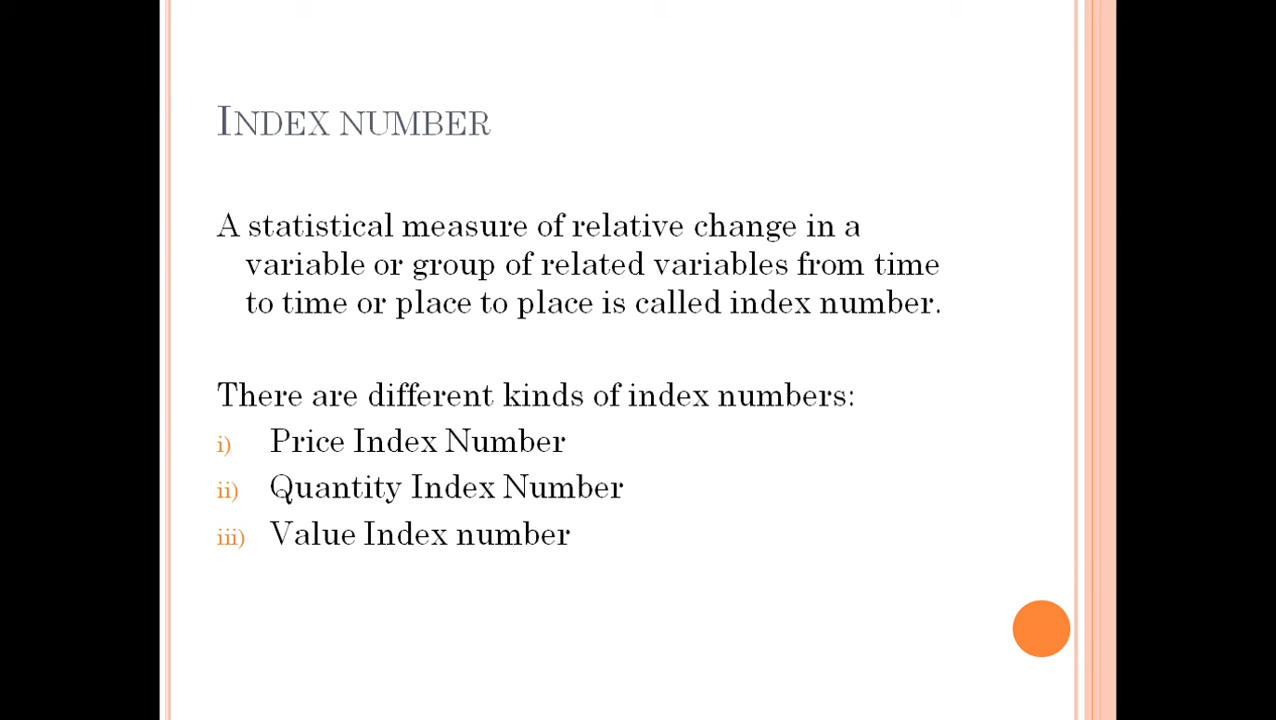 INDEX NUMBER
A statistical measure of relative change in a
variable or group of related variables from time
to time or place to place is called index number.
There are different kinds of index numbers:
i) Price Index Number
ii) Quantity Index Number
iii) Value Index number